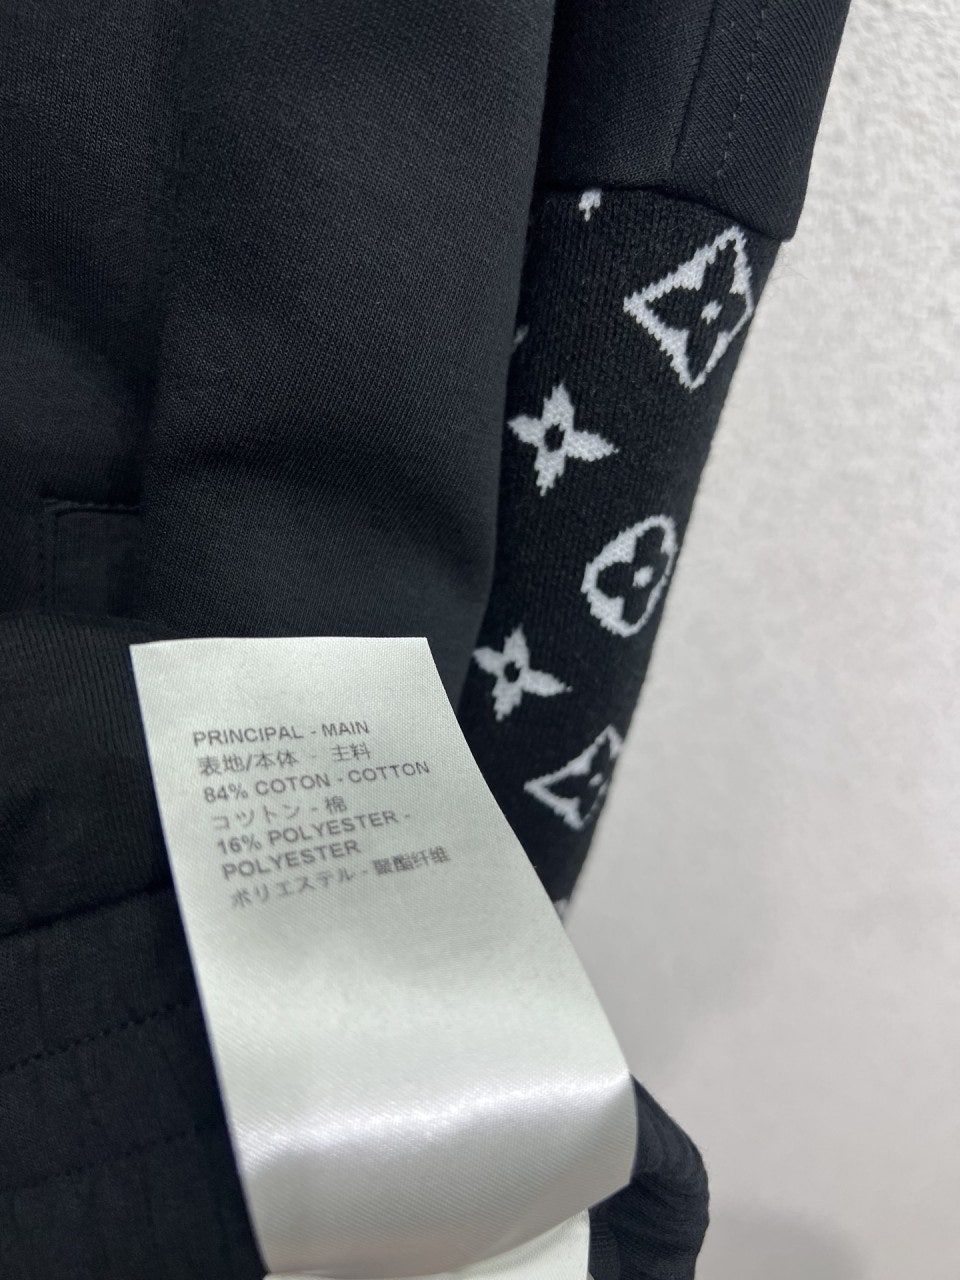 PRINCIPAL - MAIN
表地/本体 - 主料
84% COTON - COTTON
コットン - 棉
16% POLYESTER -
POLYESTER
ポリエステル - 聚酯纤维